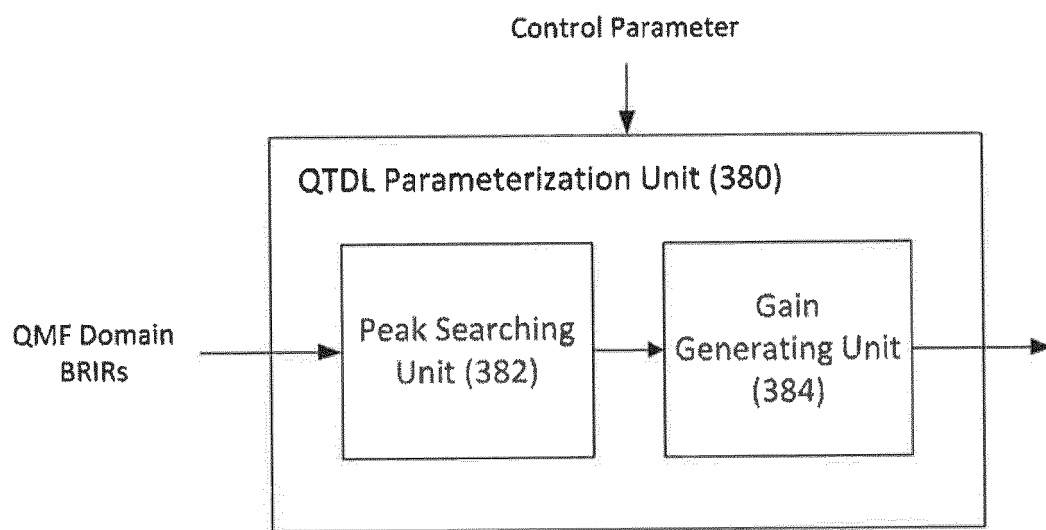 Control Parameter
QTDL Parameterization Unit (380)
QMF Domain
BRIRs
Peak Searching
Unit (382)
Gain
Generating Unit
(384)